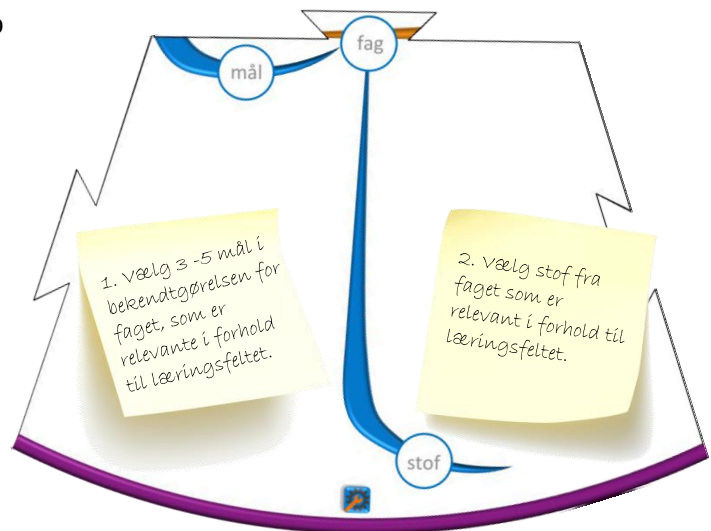 fag
mål
1. Vælg 3 -5 mål i
bekendtgørelsen for
faget, som er
relevante i forhold
til læringsfeltet.
2. Vælg stof fra
faget som er
relevant i forhold til
læringsfeltet.
stof